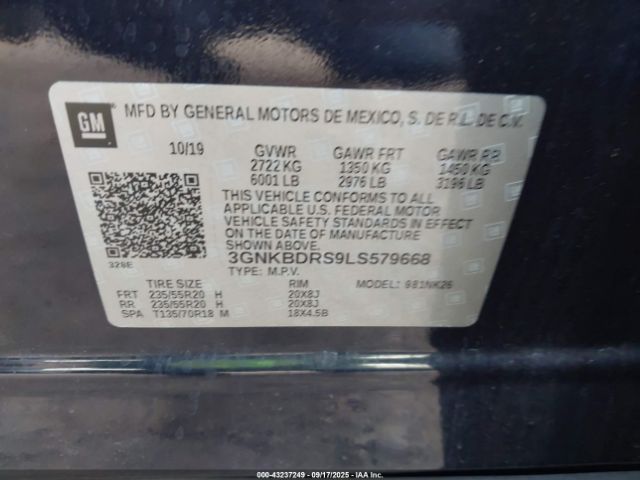 GM
MFD BY GENERAL MOTORS DE MEXICO, S. DE R.L. DE C.V.
10/19 GVWR GAWR FRT GAWR RR
2722 KG 1350 KG 1450 KG
6001 LB 2976 LB 3196 LB
THIS VEHICLE CONFORMS TO ALL
APPLICABLE U.S. FEDERAL MOTOR
VEHICLE SAFETY STANDARDS IN EFFECT
ON THE DATE OF MANUFACTURE
SHOWN ABOVE.
3GNKBDRS9LS579668
328E
TYPE: M.P.V. MODEL: 981NK26
TIRE SIZE RIM
FRT 235/55R20 H 20X8J
RR 235/55R20 H 20X8J
SPA T135/70R18 M 18X4.5B
000-43237249 - 09/17/2025 - IAA Inc.